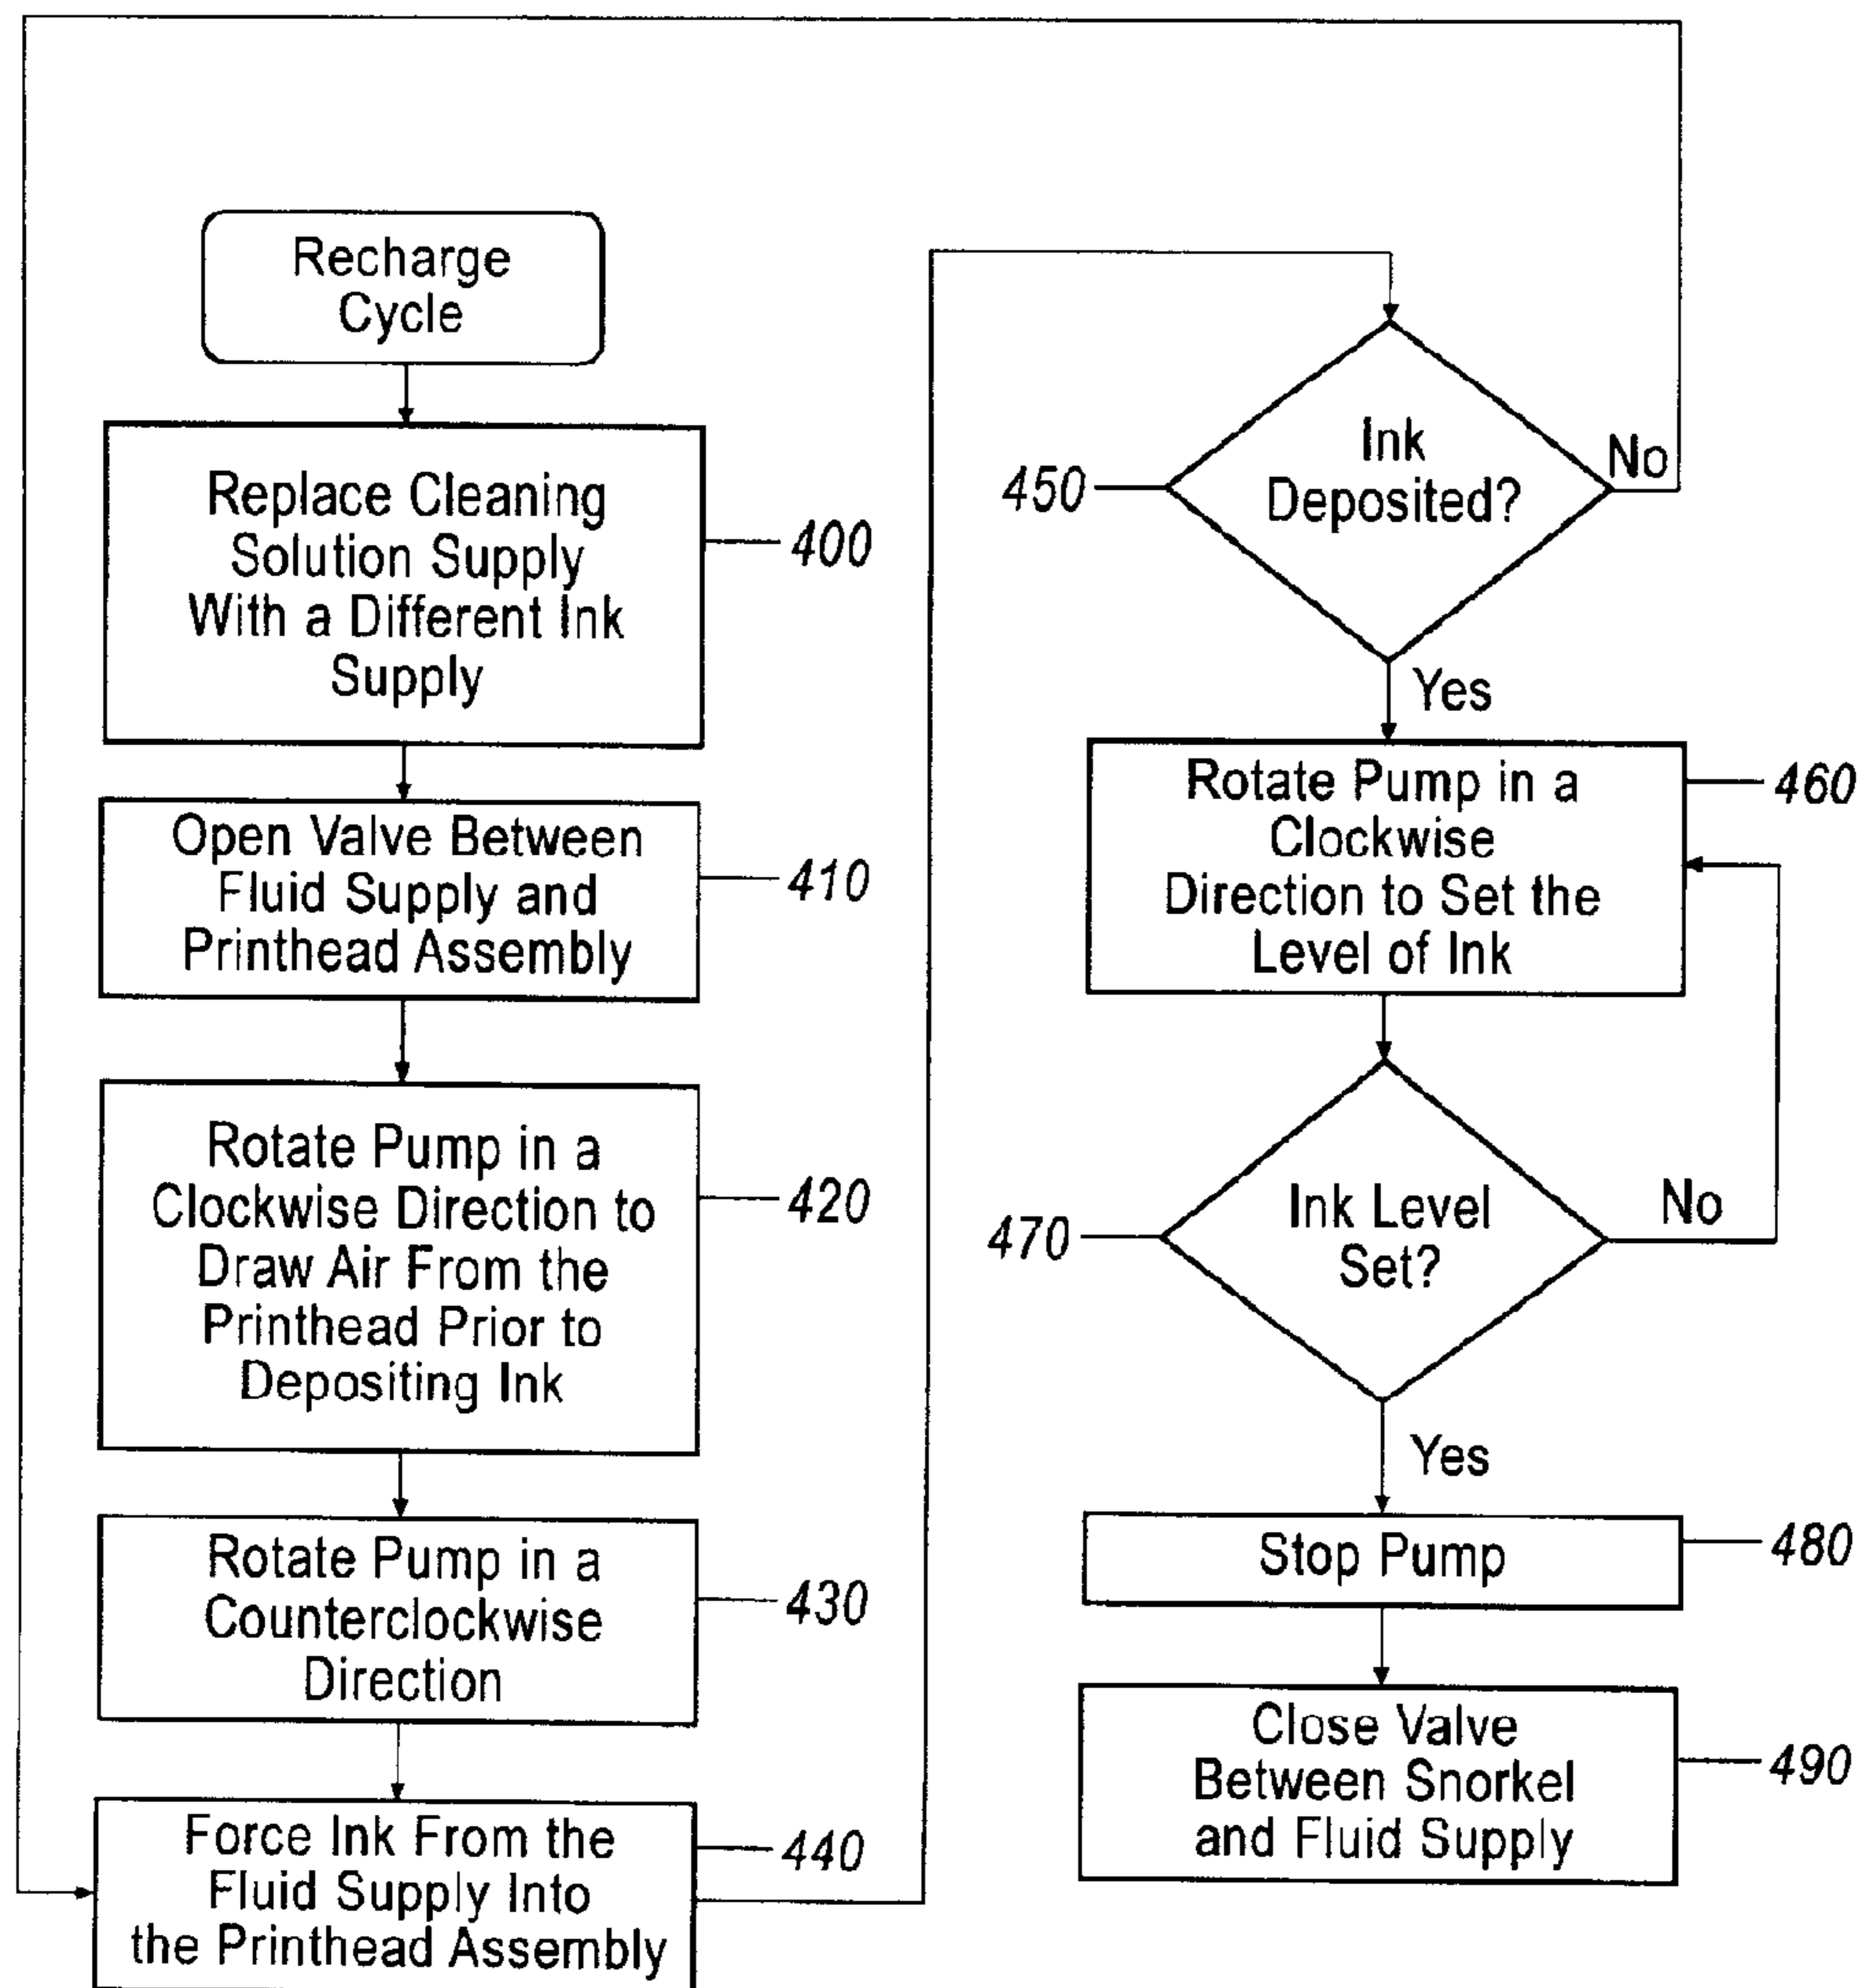 Recharge
Cycle
Replace Cleaning
Solution Supply
With a Different Ink
Supply
400
Open Valve Between
Fluid Supply and
Printhead Assembly
410
Rotate Pump in a
Clockwise Direction to
Draw Air From the
Printhead Prior to
Depositing Ink
420
Rotate Pump in a
Counterclockwise
Direction
430
Force Ink From the
Fluid Supply Into
the Printhead Assembly
440
Ink
Deposited?
450
No
Yes
Rotate Pump in a
Clockwise
Direction to Set the
Level of Ink
460
Ink Level
Set?
470
No
Yes
Stop Pump
480
Close Valve
Between Snorkel
and Fluid Supply
490